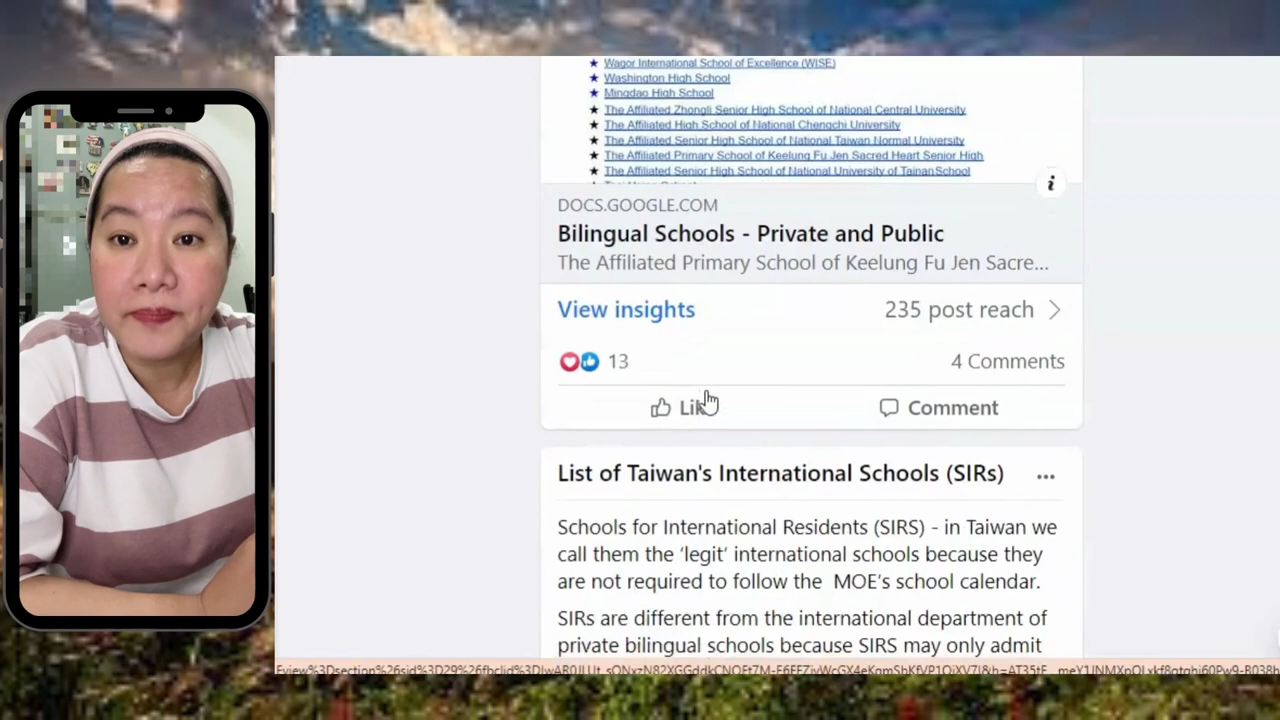 Wagor International School of Excellence (WISE)
Washington High School
Mingdao High School
The Affiliated Zhongli Senior High School of National Central University
The Affiliated High School of National Chengchi University
The Affiliated Senior High School of National Taiwan Normal University
The Affiliated Primary School of Keelung Fu Jen Sacred Heart Senior High
The Affiliated Senior High School of National University of Tainan School
i
DOCS.GOOGLE.COM
Bilingual Schools - Private and Public
The Affiliated Primary School of Keelung Fu Jen Sacre...
View insights
235 post reach
13
4 Comments
Comment
List of Taiwan's International Schools (SIRs)
Schools for International Residents (SIRS) - in Taiwan we
call them the 'legit' international schools because they
are not required to follow the MOE's school calendar.
SIRs are different from the international department of
private bilingual schools because SIRS may only admit